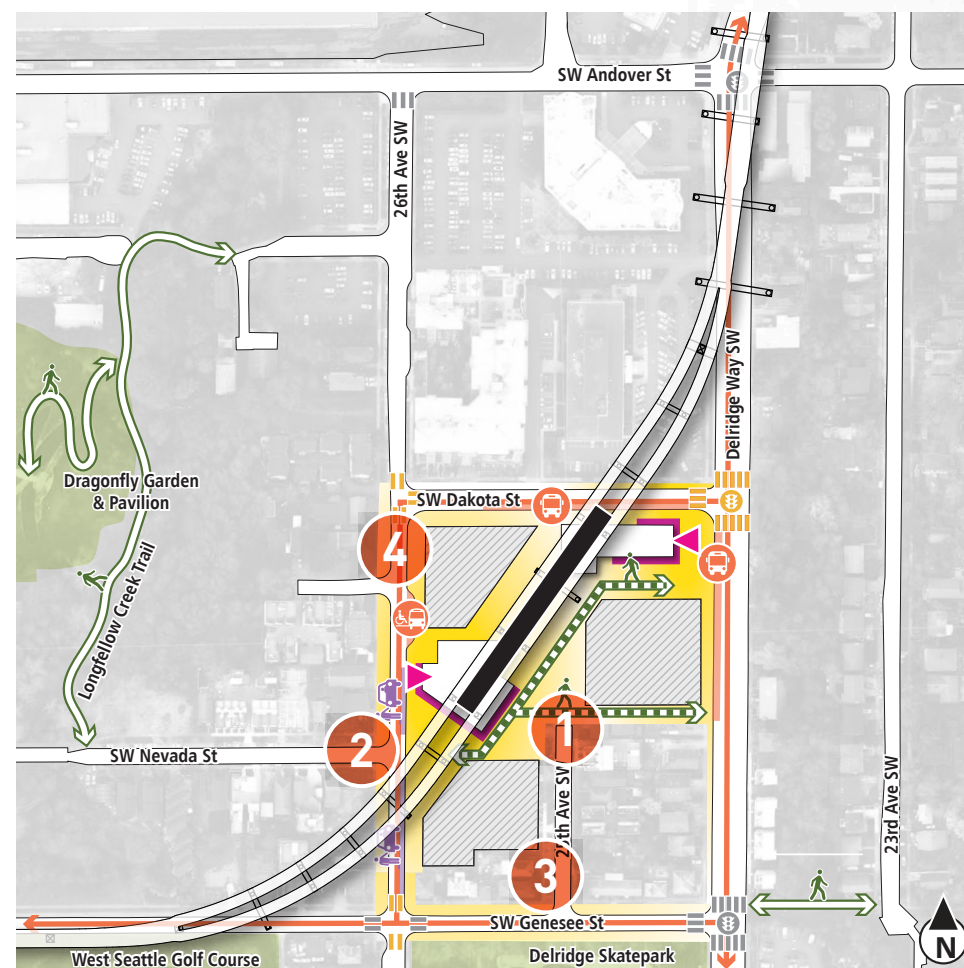 SW Andover St
26th Ave SW
Delridge Way SW
Dragonfly Garden
& Pavilion
SW Dakota St
4
Longfellow Creek Trail
1
2
SW Nevada St
25th Ave SW
23rd Ave SW
3
SW Genesee St
N
West Seattle Golf Course
Delridge Skatepark